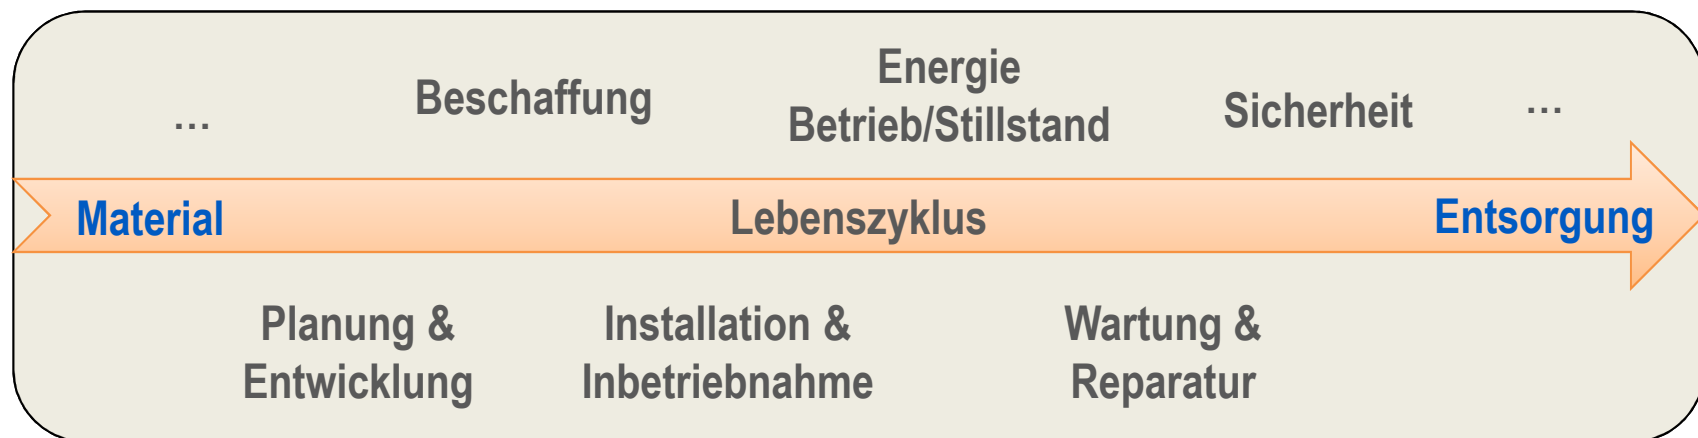 …
Beschaffung
Energie
Betrieb/Stillstand
Sicherheit
…
Material
Lebenszyklus
Entsorgung
Planung &
Entwicklung
Installation &
Inbetriebnahme
Wartung &
Reparatur